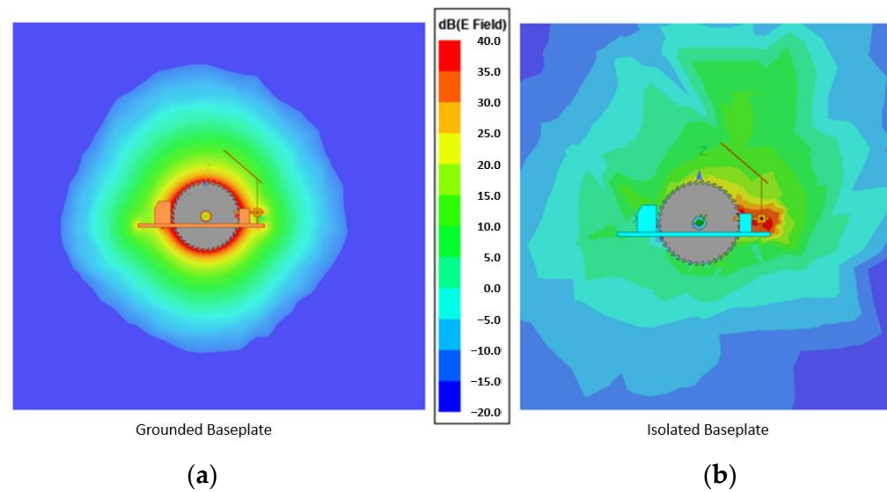 dB(E Field)
40.0
35.0
30.0
25.0
20.0
15.0
10.0
5.0
0.0
−5.0
−10.0
−15.0
−20.0
Z
Grounded Baseplate
Isolated Baseplate
(a)
(b)